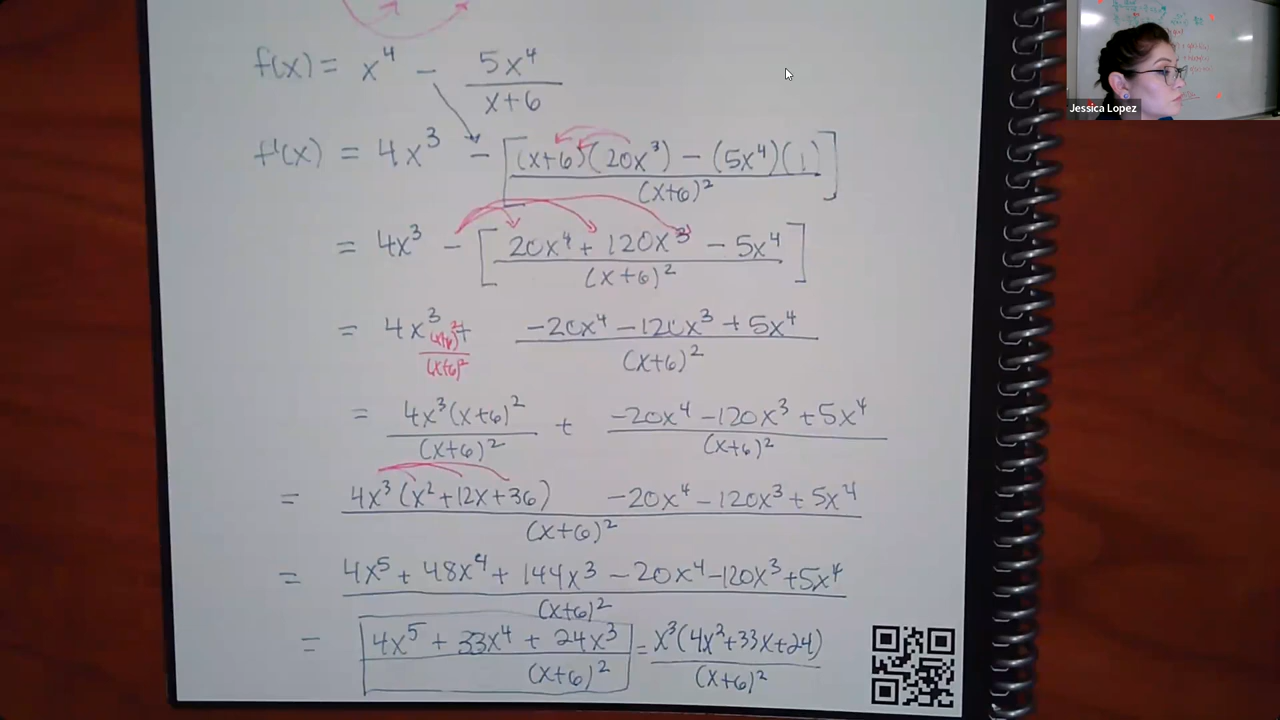 f(x) = x⁴ − 5x⁴/(x+6)
Jessica Lopez
f'(x) = 4x³ − [((x+6)(20x³) − (5x⁴)(1))/(x+6)²]
= 4x³ − [(20x⁴ + 120x³ − 5x⁴)/(x+6)²]
= 4x³ (x+6)²/(x+6)² + (−20x⁴ − 120x³ + 5x⁴)/(x+6)²
= 4x³(x+6)²/(x+6)² + (−20x⁴ − 120x³ + 5x⁴)/(x+6)²
= (4x³(x² + 12x + 36) −20x⁴ − 120x³ + 5x⁴)/(x+6)²
= (4x⁵ + 48x⁴ + 144x³ − 20x⁴ − 120x³ + 5x⁴)/(x+6)²
= (4x⁵ + 33x⁴ + 24x³)/(x+6)² = x³(4x²+33x+24)/(x+6)²